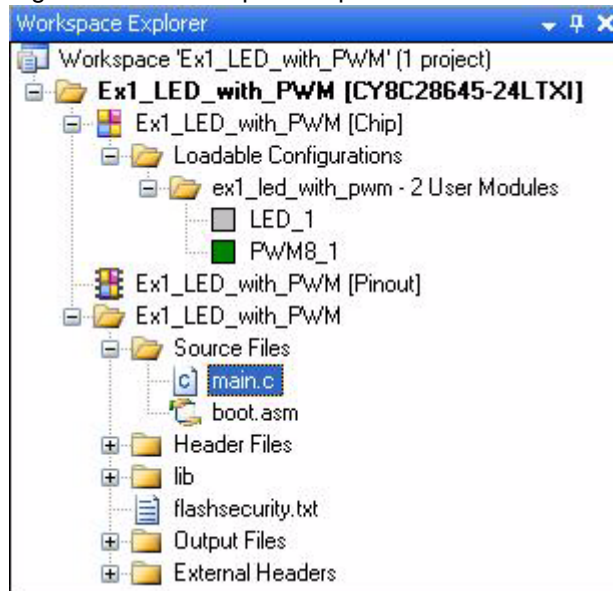 Workspace Explorer
Workspace 'Ex1_LED_with_PWM' (1 project)
Ex1_LED_with_PWM [CY8C28645-24LTXI]
Ex1_LED_with_PWM [Chip]
Loadable Configurations
ex1_led_with_pwm - 2 User Modules
LED_1
PWM8_1
Ex1_LED_with_PWM [Pinout]
Ex1_LED_with_PWM
Source Files
main.c
boot.asm
Header Files
lib
flashsecurity.txt
Output Files
External Headers